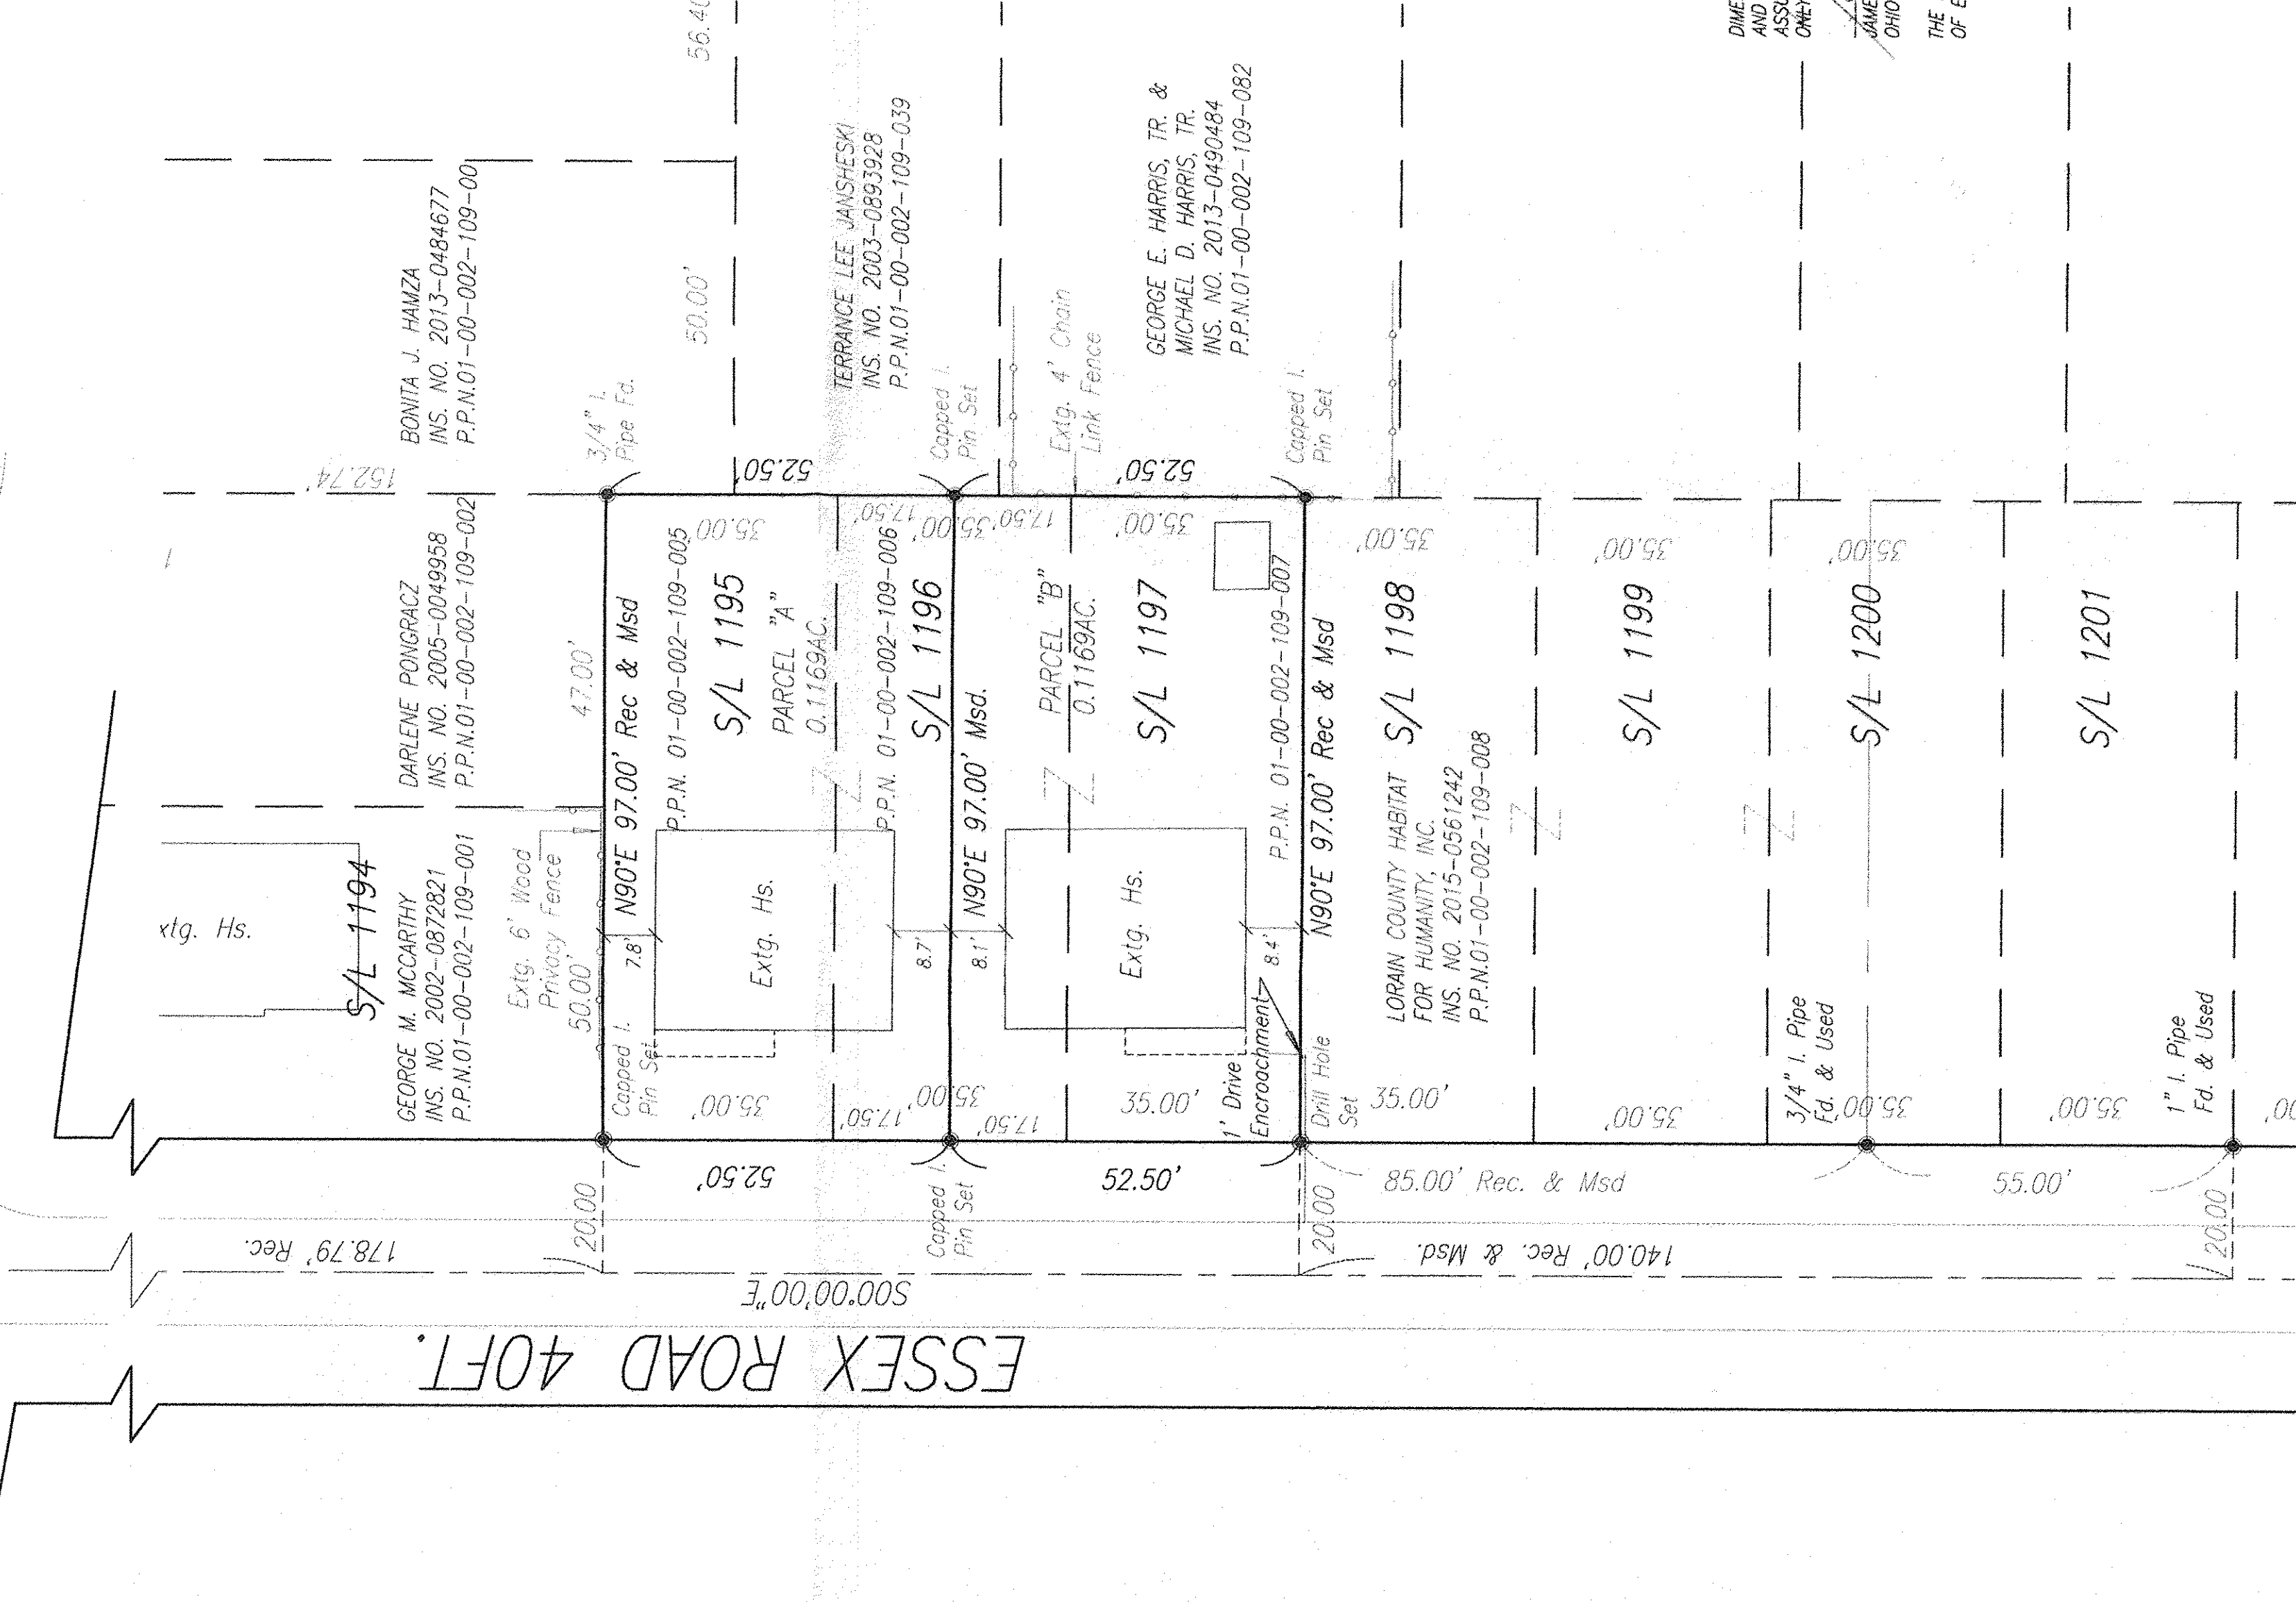 56.40
DIME
AND
ASSU
ONLY
JAME
OHIO
THE
OF E
BONITA J. HAMZA
INS. NO. 2013-0484677
P.P.N.01-00-002-109-00
50.00'
TERRANCE LEE JANSHESKI
INS. NO. 2003-0893928
P.P.N.01-00-002-109-039
GEORGE E. HARRIS, TR. &
MICHAEL D. HARRIS, TR.
INS. NO. 2013-0490484
P.P.N.01-00-002-109-082
152.74'
3/4" I.
Pipe Fd.
52.50'
Capped I.
Pin Set
Extg. 4' Chain
Link Fence
52.50'
Capped I.
Pin Set
DARLENE PONGRACZ
INS. NO. 2005-0049958
P.P.N.01-00-002-109-002
47.00'
N90°E 97.00' Rec & Msd
P.P.N. 01-00-002-109-005
35.00'
S/L 1195
PARCEL "A"
0.1169AC.
17.50'
P.P.N. 01-00-002-109-006
35.00'
S/L 1196
N90°E 97.00' Msd.
17.50'
PARCEL "B"
0.1169AC.
35.00'
S/L 1197
P.P.N. 01-00-002-109-007
N90°E 97.00' Rec & Msd
35.00'
S/L 1198
35.00'
S/L 1199
35.00'
S/L 1200
S/L 1201
xtg. Hs.
S/L 1194
GEORGE M. MCCARTHY
INS. NO. 2002-0872821
P.P.N.01-00-002-109-001
Extg. 6' Wood
Privacy Fence
50.00'
7.8'
Extg. Hs.
8.7'
8.1'
Extg. Hs.
8.4'
LORAIN COUNTY HABITAT
FOR HUMANITY, INC.
INS. NO. 2015-0561242
P.P.N.01-00-002-109-008
Capped I.
Pin Set
35.00'
17.50'
35.00'
17.50'
35.00'
1' Drive
Encroachment
Drill Hole
Set
35.00'
35.00'
3/4" I. Pipe
Fd. & Used
35.00'
35.00'
1" I. Pipe
Fd. & Used
52.50'
Capped I.
Pin Set
52.50'
85.00' Rec. & Msd
55.00'
20.00
20.00
20.00
178.79' Rec.
140.00' Rec. & Msd.
S00°00'00"E
ESSEX ROAD 40FT.